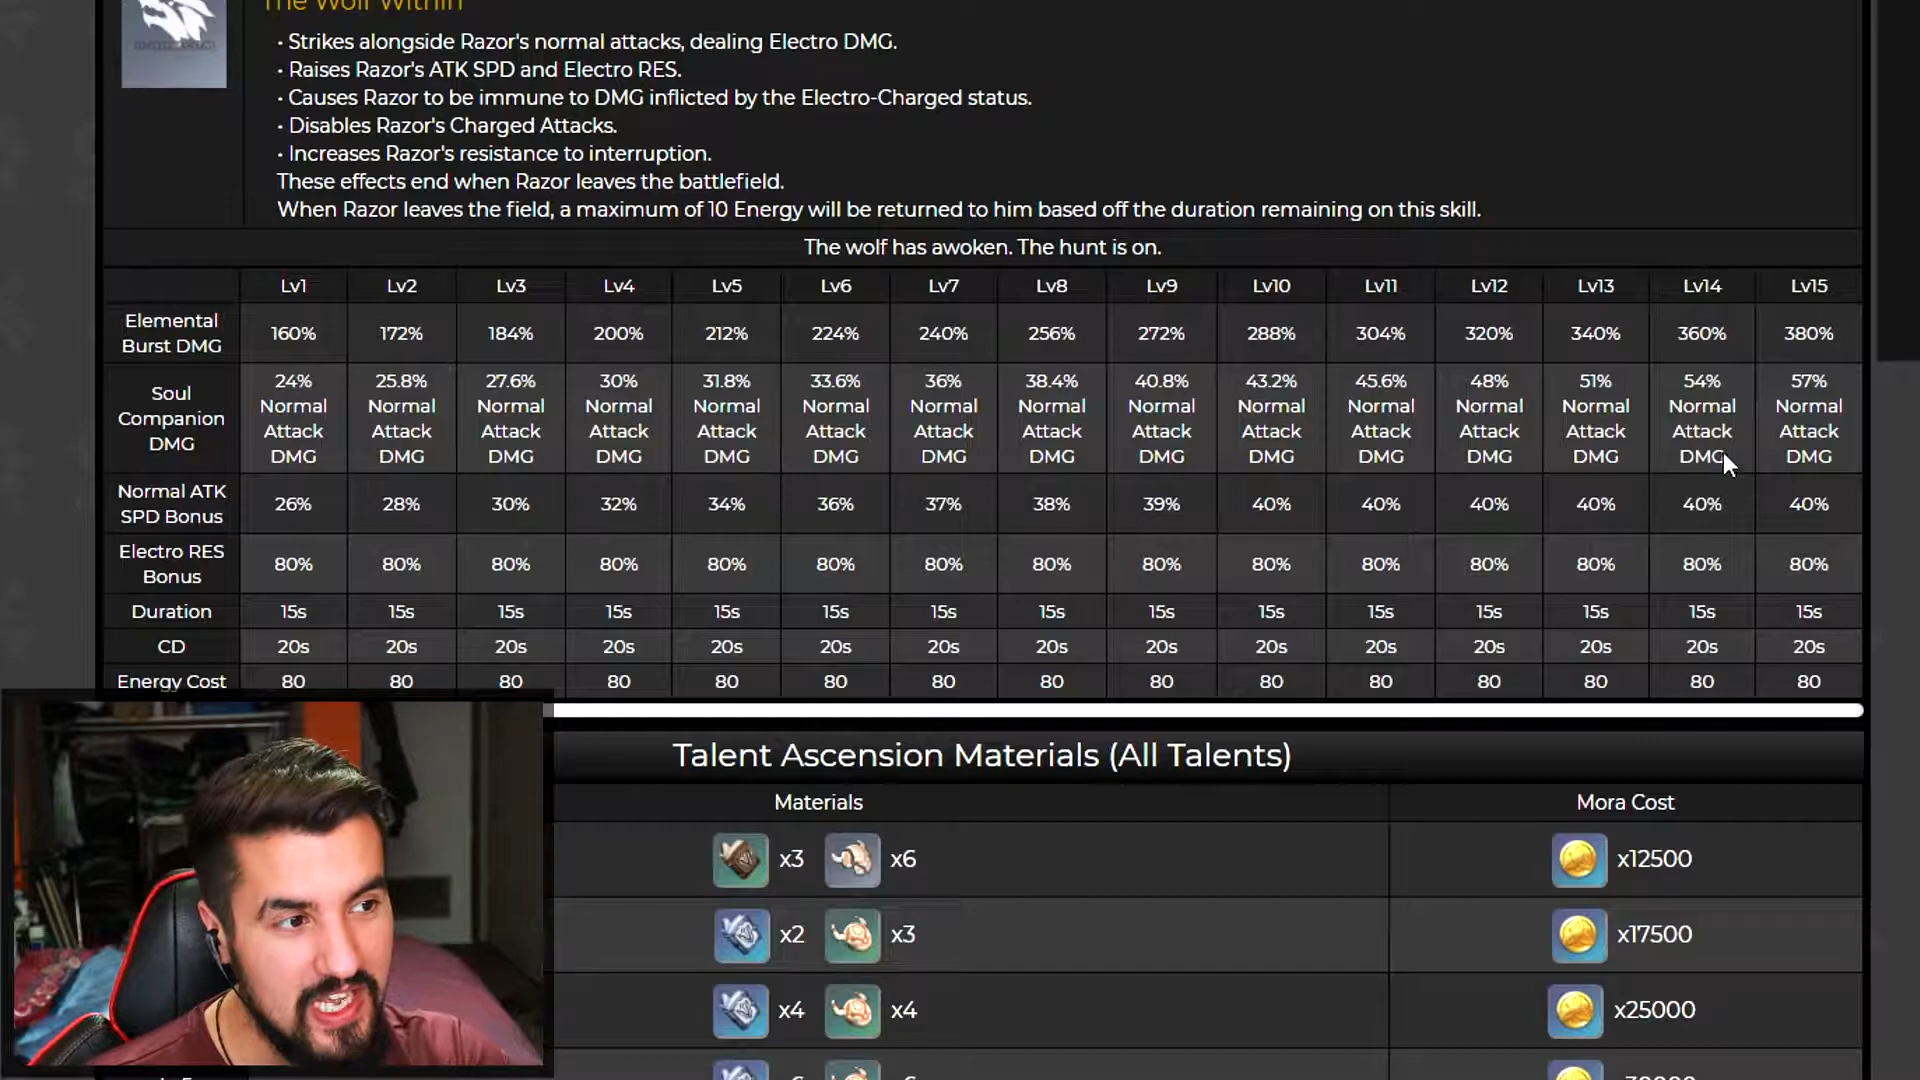 The Wolf Within
· Strikes alongside Razor's normal attacks, dealing Electro DMG.
· Raises Razor's ATK SPD and Electro RES.
· Causes Razor to be immune to DMG inflicted by the Electro-Charged status.
· Disables Razor's Charged Attacks.
· Increases Razor's resistance to interruption.
These effects end when Razor leaves the battlefield.
When Razor leaves the field, a maximum of 10 Energy will be returned to him based off the duration remaining on this skill.
The wolf has awoken. The hunt is on.
Lv1 Lv2 Lv3 Lv4 Lv5 Lv6 Lv7 Lv8 Lv9 Lv10 Lv11 Lv12 Lv13 Lv14 Lv15
Elemental
Burst DMG
160% 172% 184% 200% 212% 224% 240% 256% 272% 288% 304% 320% 340% 360% 380%
Soul
Companion
DMG
24% 25.8% 27.6% 30% 31.8% 33.6% 36% 38.4% 40.8% 43.2% 45.6% 48% 51% 54% 57%
Normal Normal Normal Normal Normal Normal Normal Normal Normal Normal Normal Normal Normal Normal Normal
Attack Attack Attack Attack Attack Attack Attack Attack Attack Attack Attack Attack Attack Attack Attack
DMG DMG DMG DMG DMG DMG DMG DMG DMG DMG DMG DMG DMG DMG DMG
Normal ATK
SPD Bonus
26% 28% 30% 32% 34% 36% 37% 38% 39% 40% 40% 40% 40% 40% 40%
Electro RES
Bonus
80% 80% 80% 80% 80% 80% 80% 80% 80% 80% 80% 80% 80% 80% 80%
Duration 15s 15s 15s 15s 15s 15s 15s 15s 15s 15s 15s 15s 15s 15s 15s
CD 20s 20s 20s 20s 20s 20s 20s 20s 20s 20s 20s 20s 20s 20s 20s
Energy Cost 80 80 80 80 80 80 80 80 80 80 80 80 80 80 80
Talent Ascension Materials (All Talents)
Materials Mora Cost
x3 x6 x12500
x2 x3 x17500
x4 x4 x25000